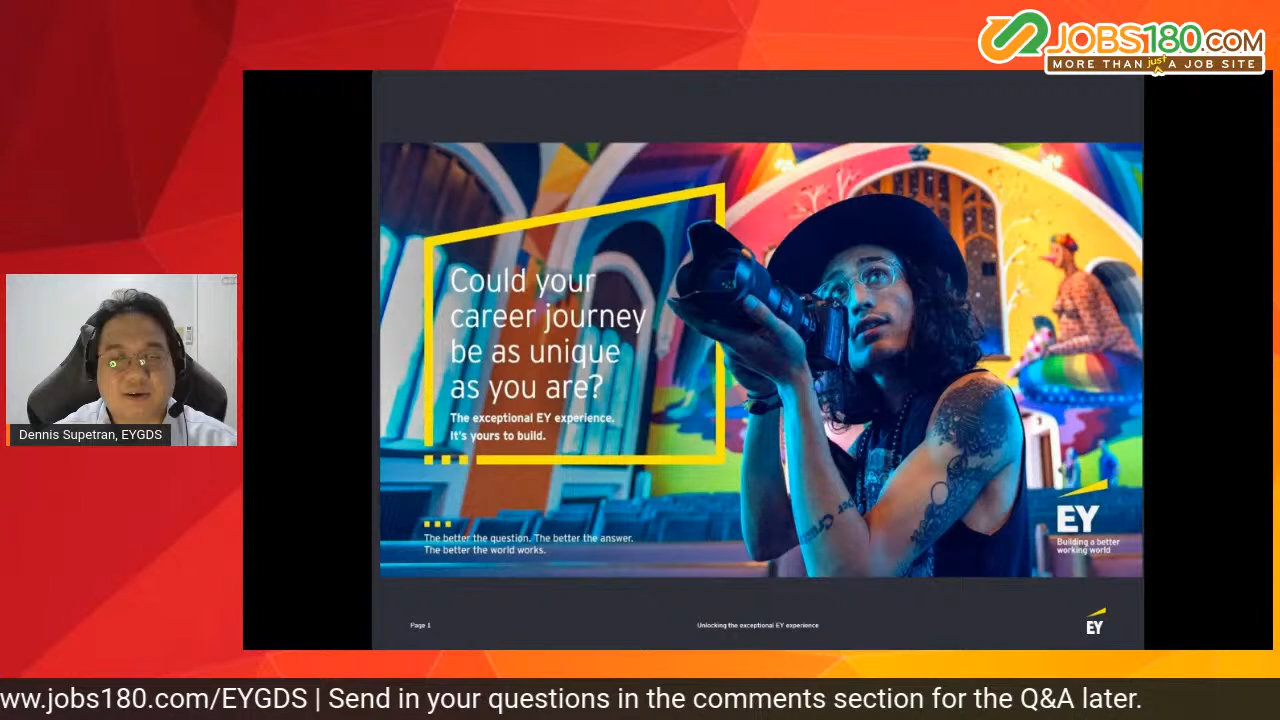 JOBS180.COM
MORE THAN just A JOB SITE
Could your
career journey
be as unique
as you are?
The exceptional EY experience.
It's yours to build.
The better the question. The better the answer.
The better the world works.
EY
Building a better
working world
Page 1
Unlocking the exceptional EY experience
EY
Dennis Supetran, EYGDS
ww.jobs180.com/EYGDS | Send in your questions in the comments section for the Q&A later.